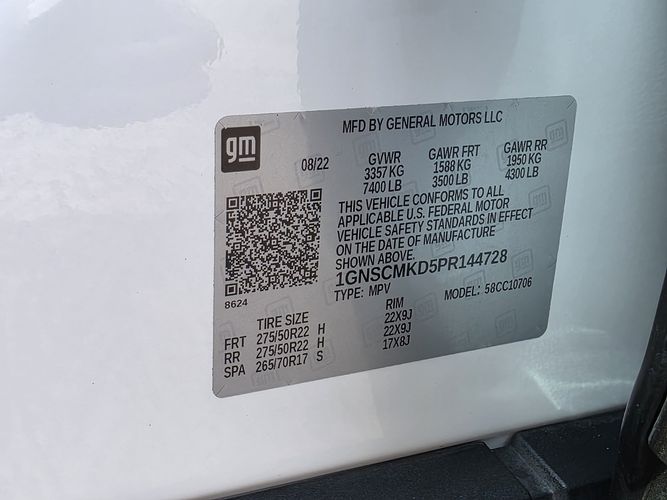 MFD BY GENERAL MOTORS LLC
gm
08/22
GVWR GAWR FRT GAWR RR
3357 KG 1588 KG 1950 KG
7400 LB 3500 LB 4300 LB
THIS VEHICLE CONFORMS TO ALL
APPLICABLE U.S. FEDERAL MOTOR
VEHICLE SAFETY STANDARDS IN EFFECT
ON THE DATE OF MANUFACTURE
SHOWN ABOVE.
1GNSCMKD5PR144728
8624
TYPE: MPV MODEL: 58CC10706
TIRE SIZE RIM
FRT 275/50R22 H 22X9J
RR 275/50R22 H 22X9J
SPA 265/70R17 S 17X8J